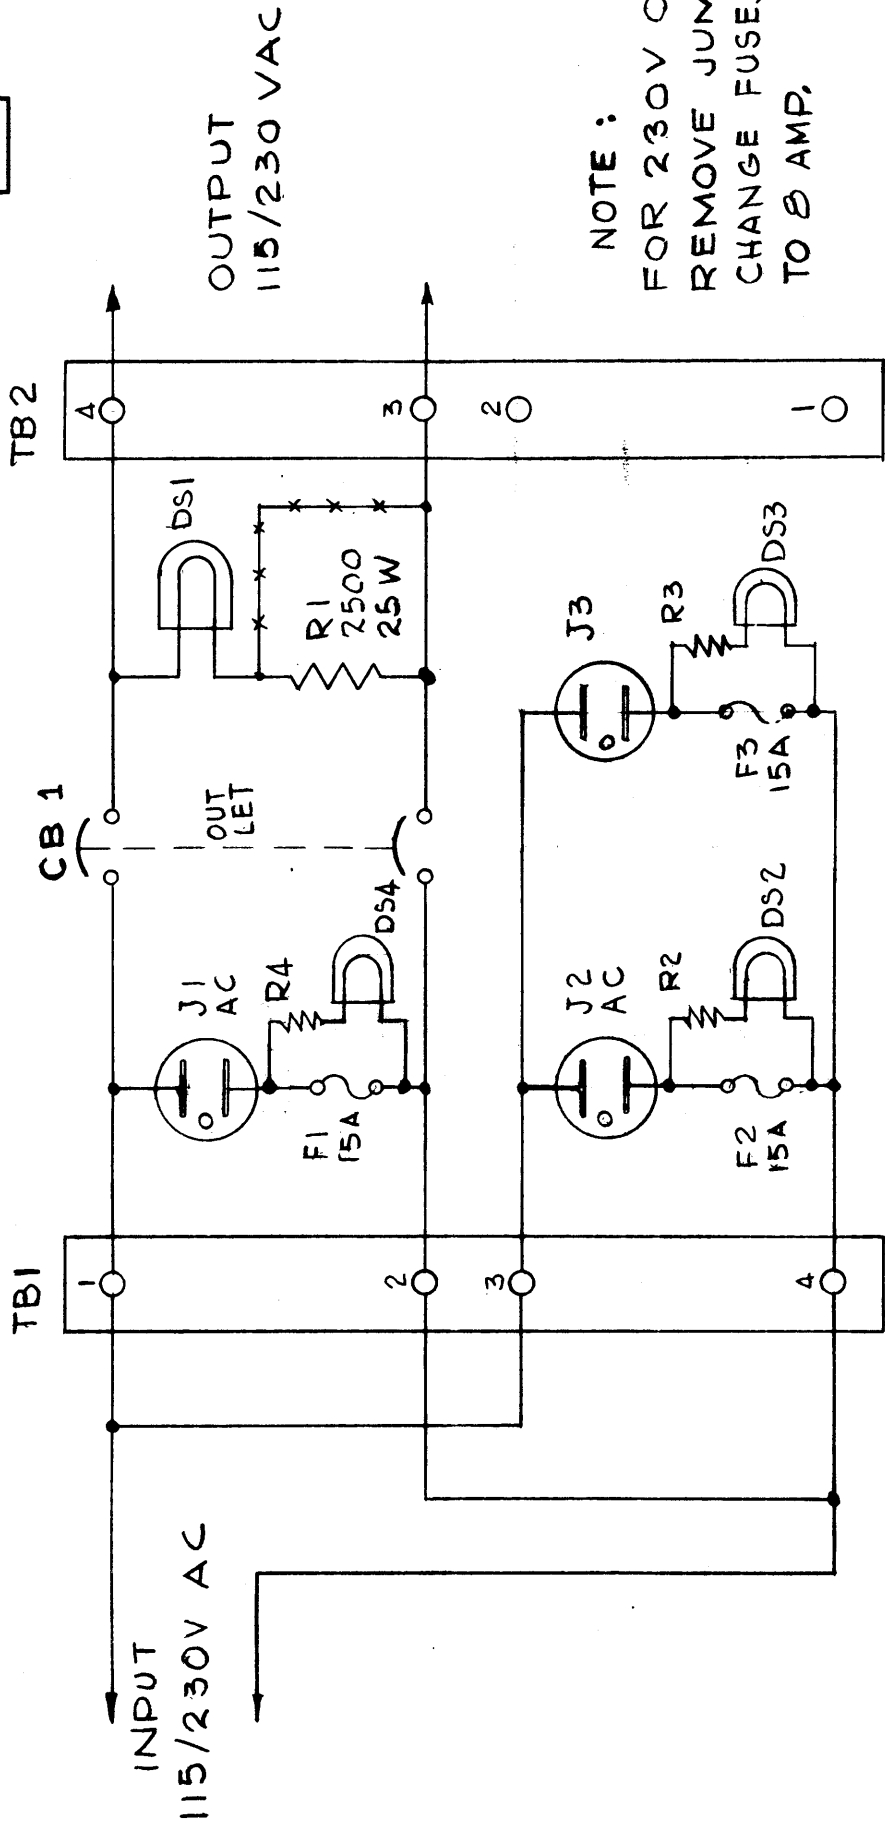 TB1
TB2
CB 1
INPUT
115/230V AC
OUTPUT
115/230 VAC
1
2
3
4
4
3
2
1
J1
AC
R4
DS4
F1
15A
OUT
LET
DS1
R1
2500
25W
J2
AC
R2
DS2
F2
15A
J3
R3
DS3
F3
15A
NOTE:
FOR 230V
REMOVE
CHANGE
TO 8 AMP.